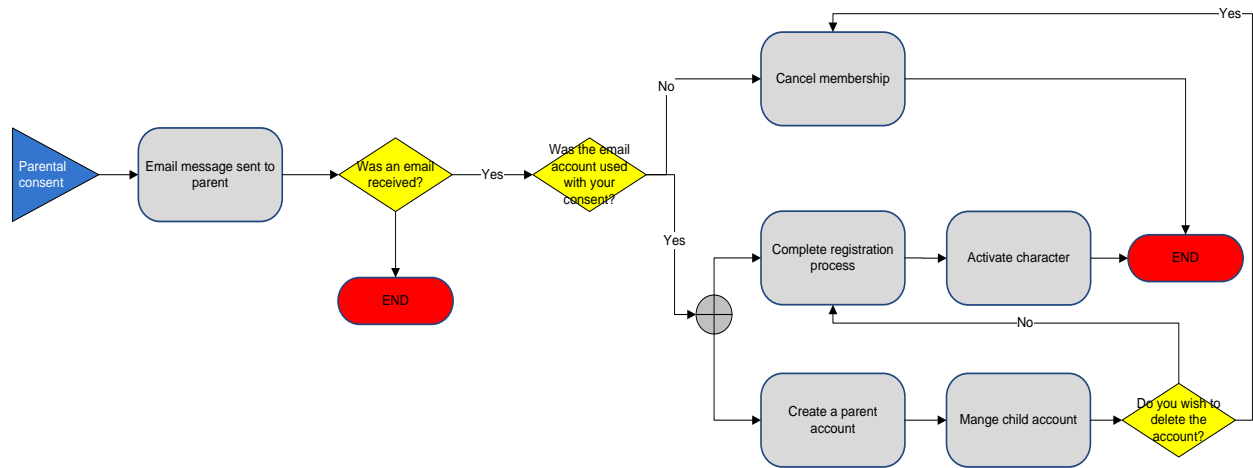 Yes
Cancel membership
No
Parental
consent
Email message sent to
parent
Was an email
received?
Yes
Was the email
account used
with your
consent?
Yes
Complete registration
process
Activate character
END
END
No
Create a parent
account
Mange child account
Do you wish to
delete the
account?